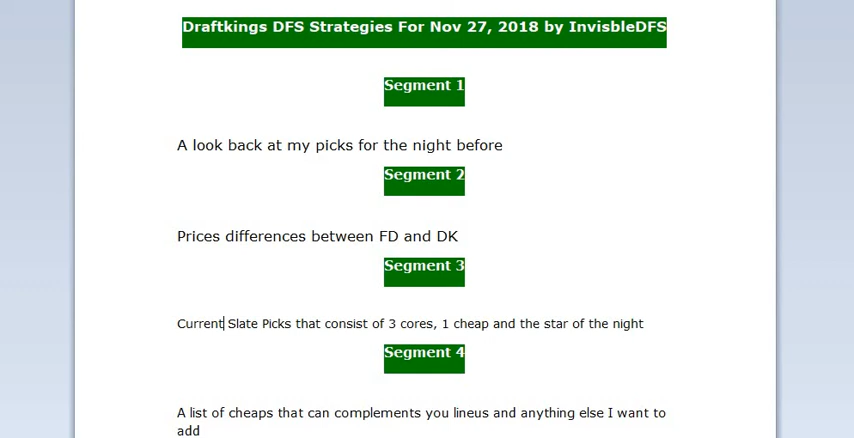 Draftkings DFS Strategies For Nov 27, 2018 by InvisbleDFS
Segment 1
A look back at my picks for the night before
Segment 2
Prices differences between FD and DK
Segment 3
Current Slate Picks that consist of 3 cores, 1 cheap and the star of the night
Segment 4
A list of cheaps that can complements you lineus and anything else I want to
add